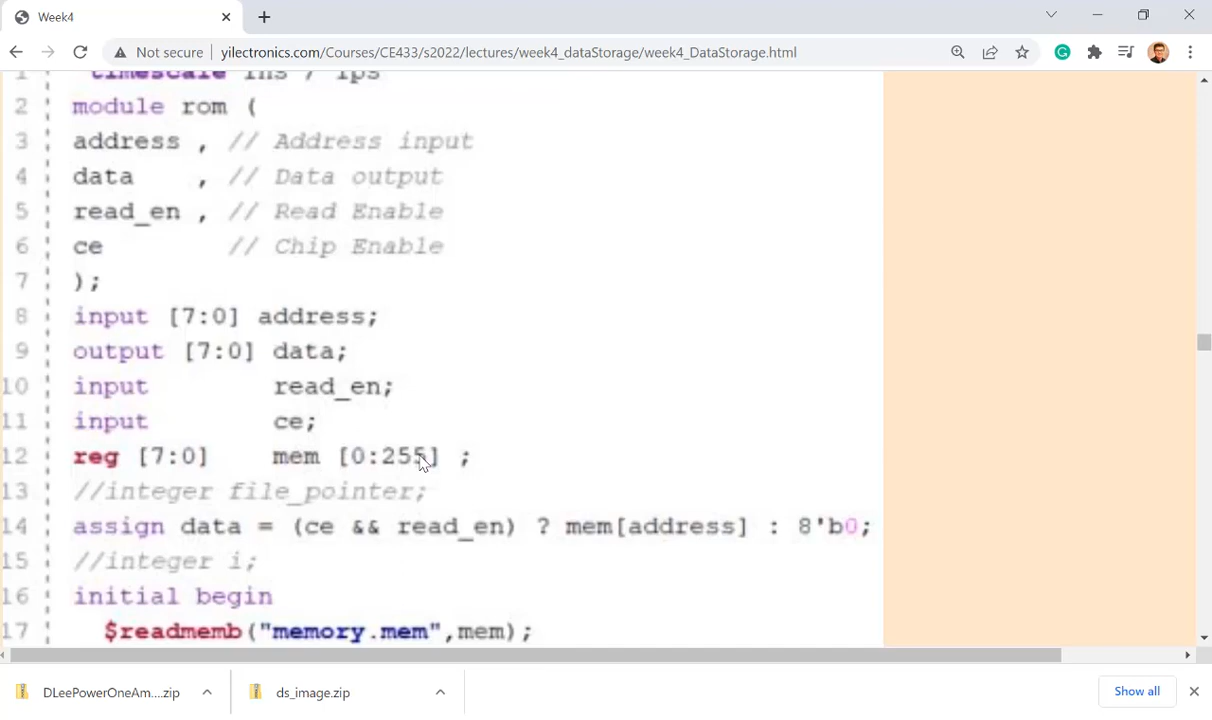 Week4
Not secure yilectronics.com/Courses/CE433/s2022/lectures/week4_dataStorage/week4_DataStorage.html
1 `timescale 1ns / 1ps
2 module rom (
3 address , // Address input
4 data , // Data output
5 read_en , // Read Enable
6 ce // Chip Enable
7 );
8 input [7:0] address;
9 output [7:0] data;
10 input read_en;
11 input ce;
12 reg [7:0] mem [0:255] ;
13 //integer file_pointer;
14 assign data = (ce && read_en) ? mem[address] : 8'b0;
15 //integer i;
16 initial begin
17 $readmemb("memory.mem",mem);
DLeePowerOneAm....zip
ds_image.zip
Show all